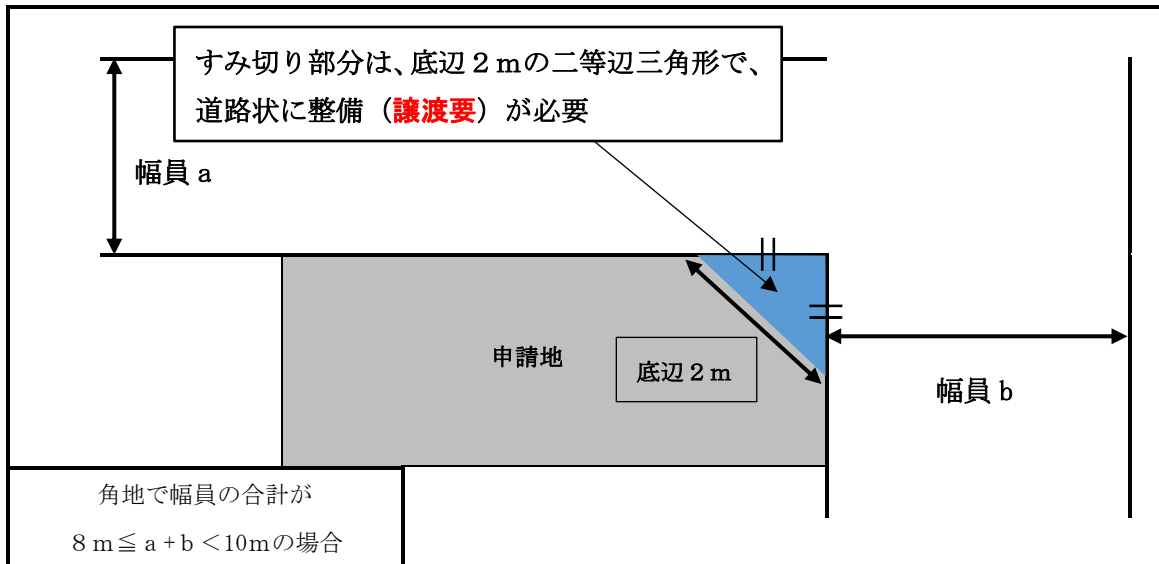 すみ切り部分は、底辺２ｍの二等辺三角形で、
道路状に整備（譲渡要）が必要
幅員ａ
申請地
底辺２ｍ
幅員ｂ
角地で幅員の合計が
８ｍ≦ａ+ｂ＜10ｍの場合